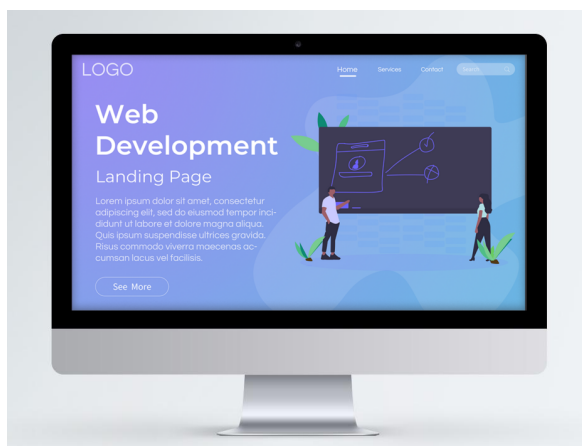 LOGO
Home Services Contact Search
Web
Development
Landing Page
Lorem ipsum dolor sit amet, consectetur
adipiscing elit, sed do eiusmod tempor inci-
didunt ut labore et dolore magna aliqua.
Quis ipsum suspendisse ultrices gravida.
Risus commodo viverra maecenas ac-
cumsan lacus vel facilisis.
See More